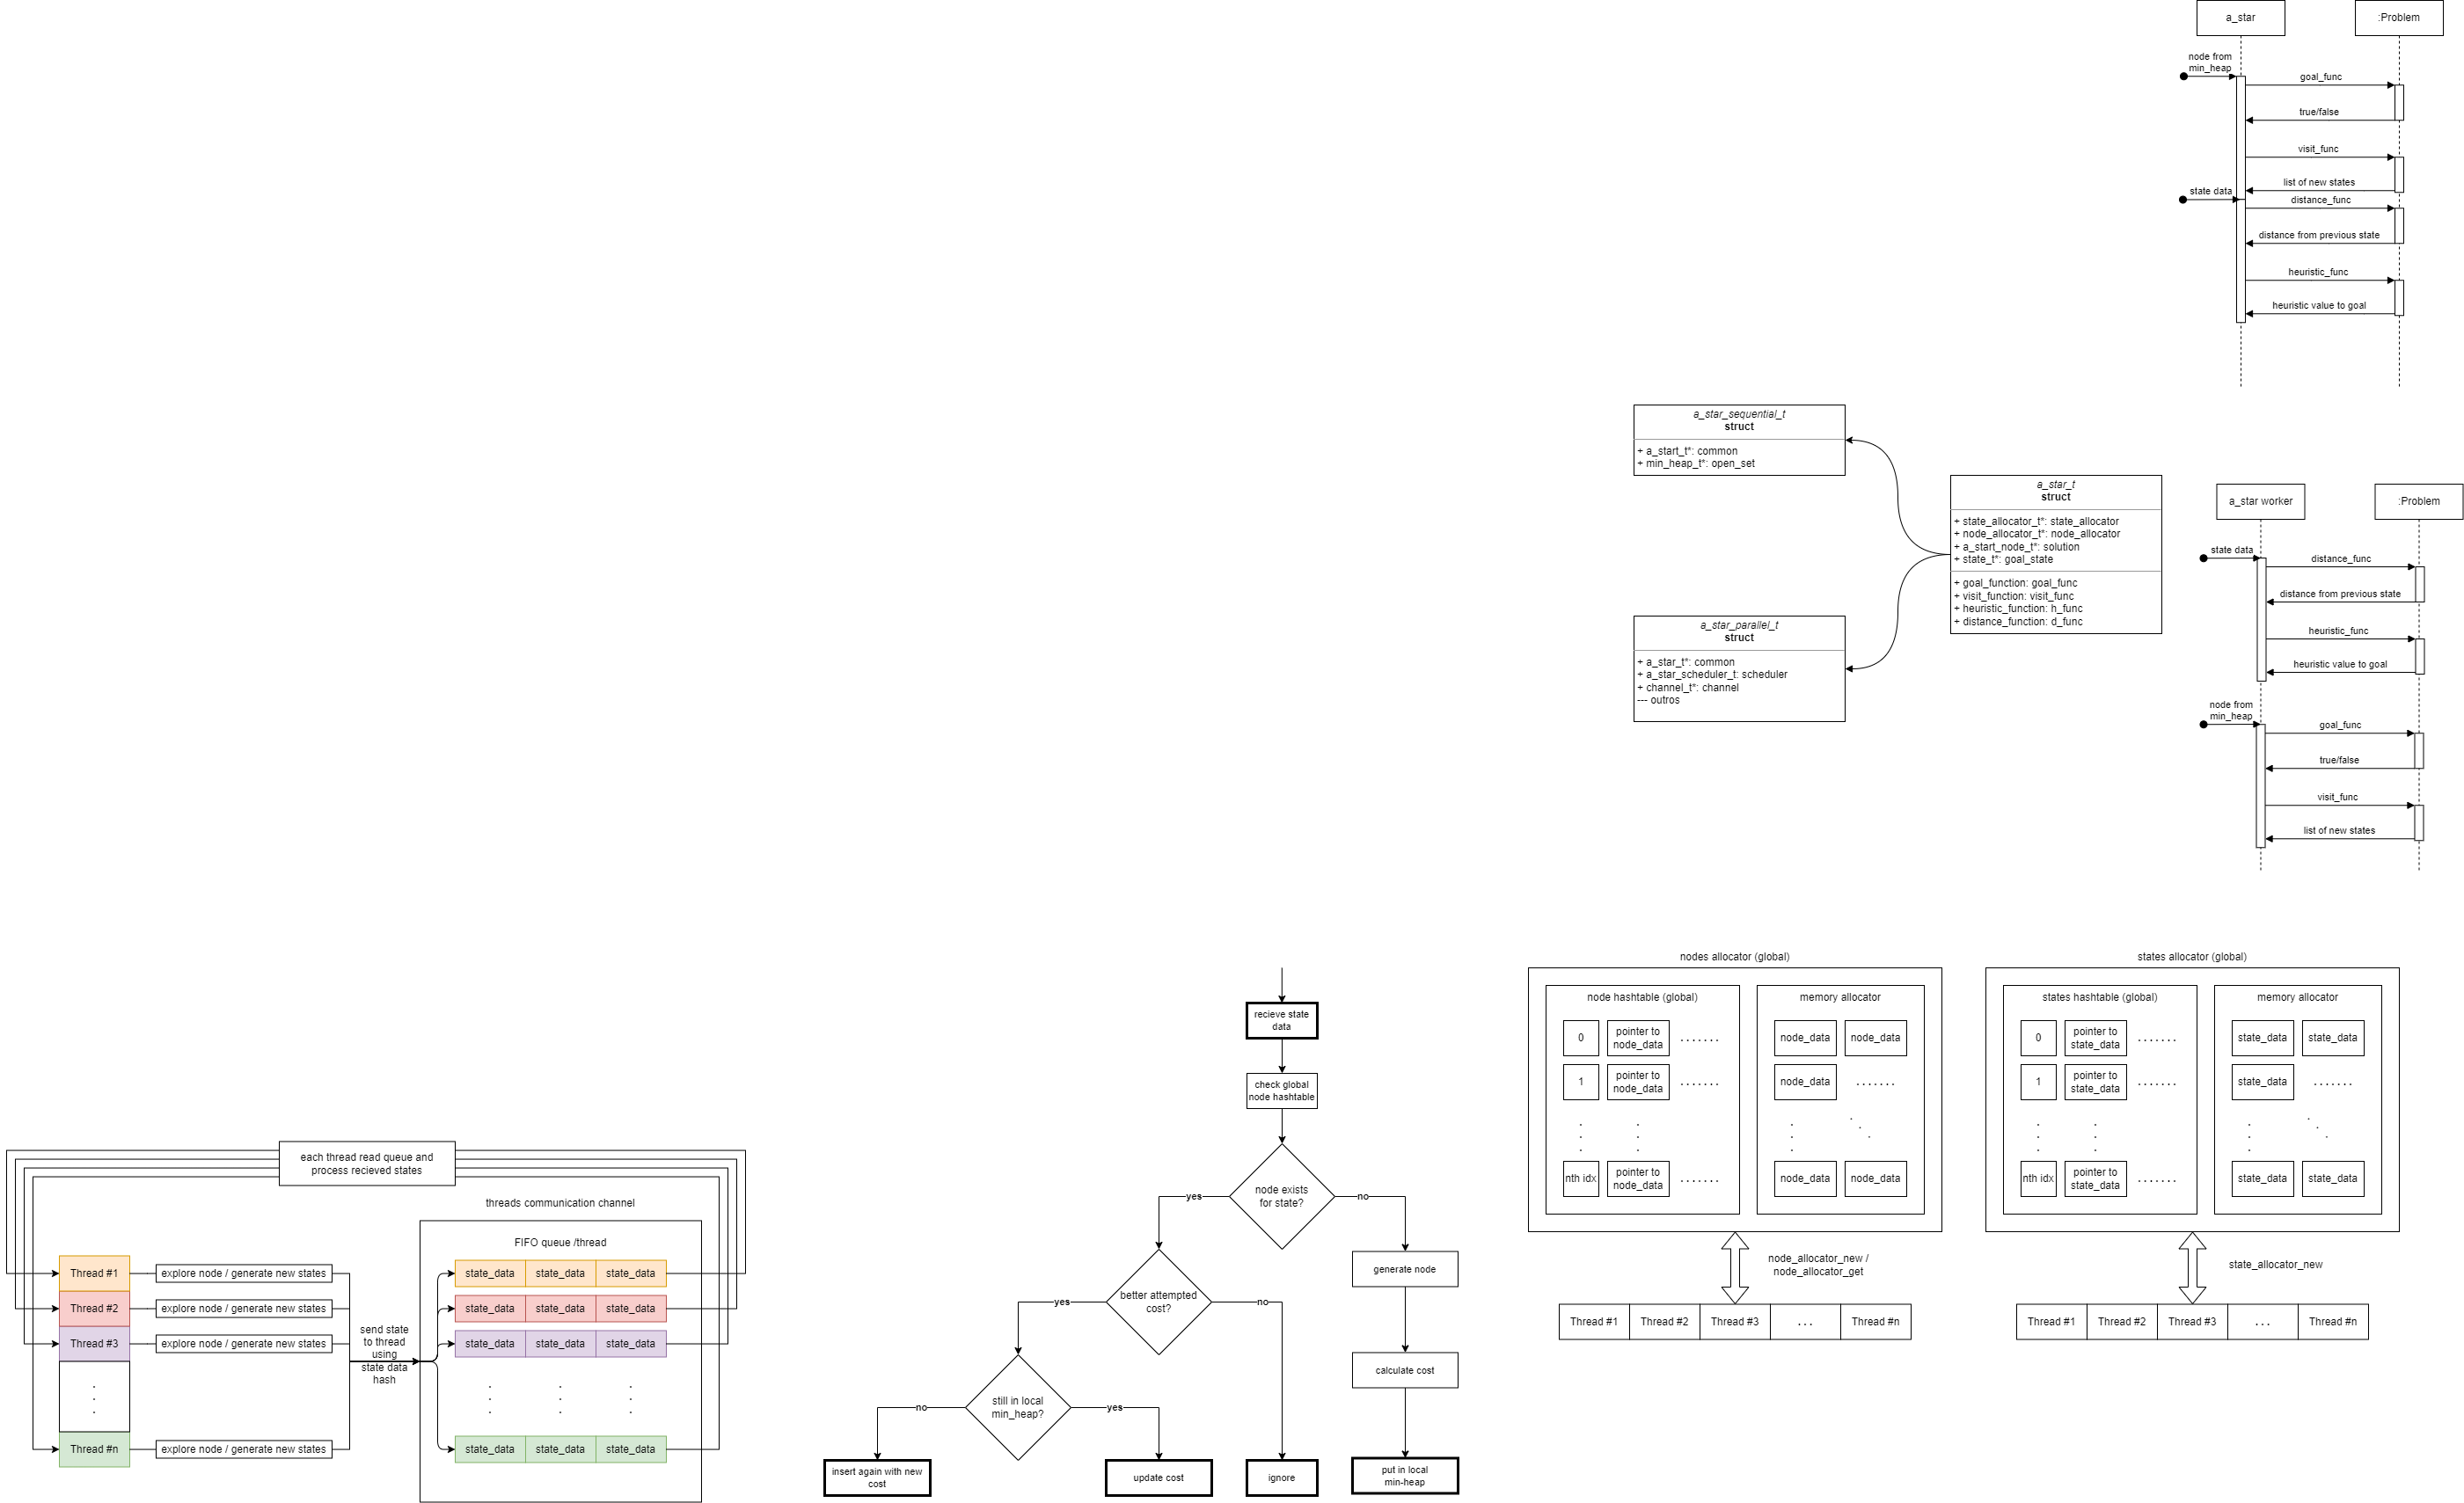 a_star
:Problem
node from
min_heap
goal_func
true/false
visit_func
list of new states
state data
distance_func
distance from previous state
heuristic_func
heuristic value to goal
a_star_sequential_t
struct
+ a_start_t*: common
+ min_heap_t*: open_set
a_star_t
struct
+ state_allocator_t*: state_allocator
+ node_allocator_t*: node_allocator
+ a_start_node_t*: solution
+ state_t*: goal_state
+ goal_function: goal_func
+ visit_function: visit_func
+ heuristic_function: h_func
+ distance_function: d_func
a_star_parallel_t
struct
+ a_star_t*: common
+ a_star_scheduler_t: scheduler
+ channel_t*: channel
--- outros
a_star worker
:Problem
state data
distance_func
distance from previous state
heuristic_func
heuristic value to goal
node from
min_heap
goal_func
true/false
visit_func
list of new states
each thread read queue and
process recieved states
threads communication channel
FIFO queue /thread
Thread #1
explore node / generate new states
state_data
state_data
state_data
Thread #2
explore node / generate new states
state_data
state_data
state_data
Thread #3
explore node / generate new states
state_data
state_data
state_data
send state
to thread
using
state data
hash
Thread #n
explore node / generate new states
state_data
state_data
state_data
recieve state
data
check global
node hashtable
node exists
for state?
yes
no
better attempted
cost?
generate node
yes
no
calculate cost
still in local
min_heap?
no
yes
insert again with new
cost
update cost
ignore
put in local
min-heap
nodes allocator (global)
node hashtable (global)
memory allocator
0
pointer to
node_data
.......
node_data
node_data
1
pointer to
node_data
.......
node_data
.......
nth idx
pointer to
node_data
.......
node_data
node_data
node_allocator_new /
node_allocator_get
Thread #1
Thread #2
Thread #3
...
Thread #n
states allocator (global)
states hashtable (global)
memory allocator
0
pointer to
state_data
.......
state_data
state_data
1
pointer to
state_data
.......
state_data
.......
nth idx
pointer to
state_data
.......
state_data
state_data
state_allocator_new
Thread #1
Thread #2
Thread #3
...
Thread #n